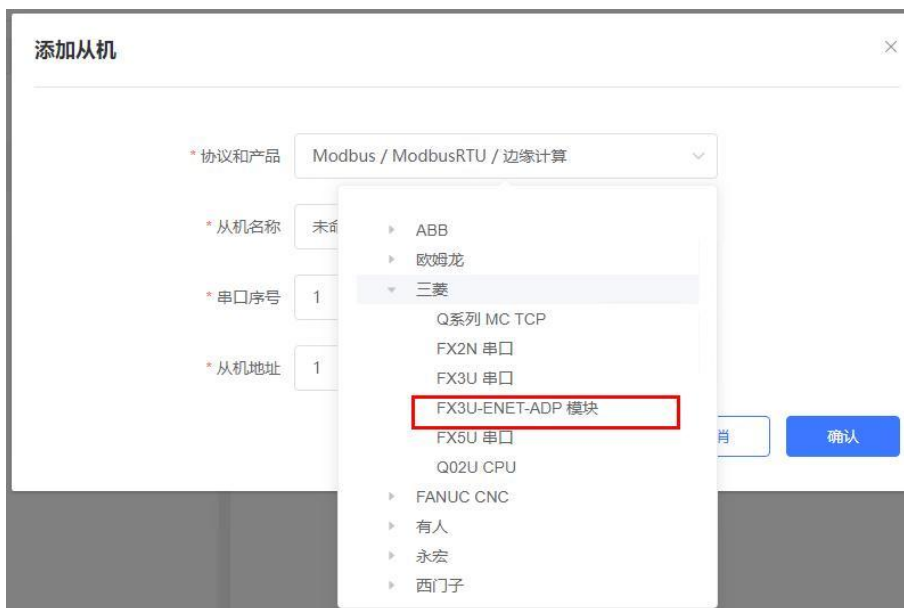 添加从机
* 协议和产品 Modbus / ModbusRTU / 边缘计算
* 从机名称 未
ABB
欧姆龙
* 串口序号 1
三菱
Q系列 MC TCP
FX2N 串口
* 从机地址 1
FX3U 串口
FX3U-ENET-ADP 模块
FX5U 串口
确认
Q02U CPU
FANUC CNC
有人
永宏
西门子